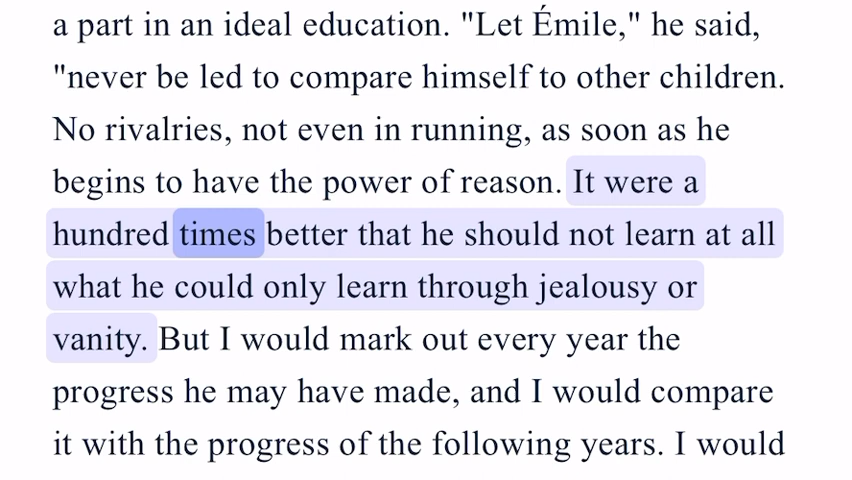 a part in an ideal education. "Let Émile," he said,
"never be led to compare himself to other children.
No rivalries, not even in running, as soon as he
begins to have the power of reason. It were a
hundred times better that he should not learn at all
what he could only learn through jealousy or
vanity. But I would mark out every year the
progress he may have made, and I would compare
it with the progress of the following years. I would